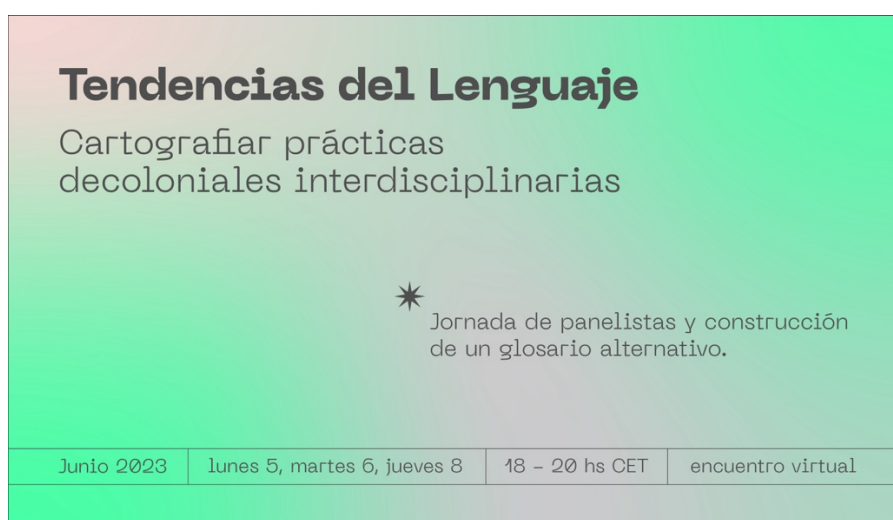 Tendencias del Lenguaje
Cartografiar prácticas
decoloniales interdisciplinarias
Jornada de panelistas y construcción
de un glosario alternativo.
Junio 2023
lunes 5, martes 6, jueves 8
18 – 20 hs CET
encuentro virtual